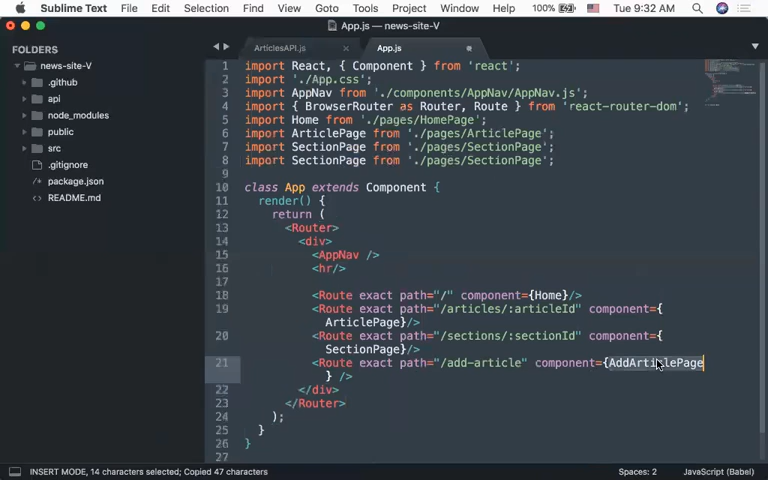 Sublime Text File Edit Selection Find View Goto Tools Project Window Help 100% Tue 9:32 AM
App.js — news-site-V
FOLDERS
news-site-V
.github
api
node_modules
public
src
.gitignore
package.json
README.md
ArticlesAPI.js × App.js
1 import React, { Component } from 'react';
2 import './App.css';
3 import AppNav from './components/AppNav/AppNav.js';
4 import { BrowserRouter as Router, Route } from 'react-router-dom';
5 import Home from './pages/HomePage';
6 import ArticlePage from './pages/ArticlePage';
7 import SectionPage from './pages/SectionPage';
8 import SectionPage from './pages/SectionPage';
9
10 class App extends Component {
11 render() {
12 return (
13 <Router>
14 <div>
15 <AppNav />
16 <hr/>
17
18 <Route exact path="/" component={Home}/>
19 <Route exact path="/articles/:articleId" component={
ArticlePage}/>
20 <Route exact path="/sections/:sectionId" component={
SectionPage}/>
21 <Route exact path="/add-article" component={AddArticlePage
} />
22 </div>
23 </Router>
24 );
25 }
26 }
27
INSERT MODE, 14 characters selected; Copied 47 characters Spaces: 2 JavaScript (Babel)